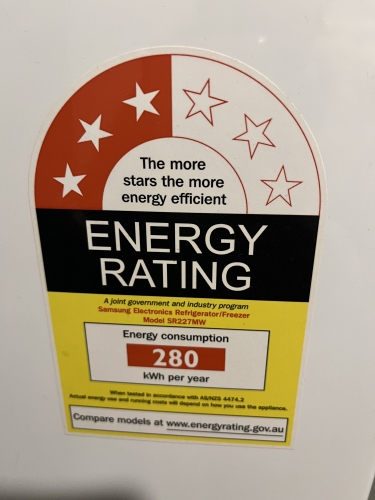 The more
stars the more
energy efficient
ENERGY
RATING
A joint government and industry program
Samsung Electronics Refrigerator/Freezer
Model SR227MW
Energy consumption
280
kWh per year
When tested in accordance with AS/NZS 4474.2
Actual energy use and running costs will depend on how you use the appliance.
Compare models at www.energyrating.gov.au